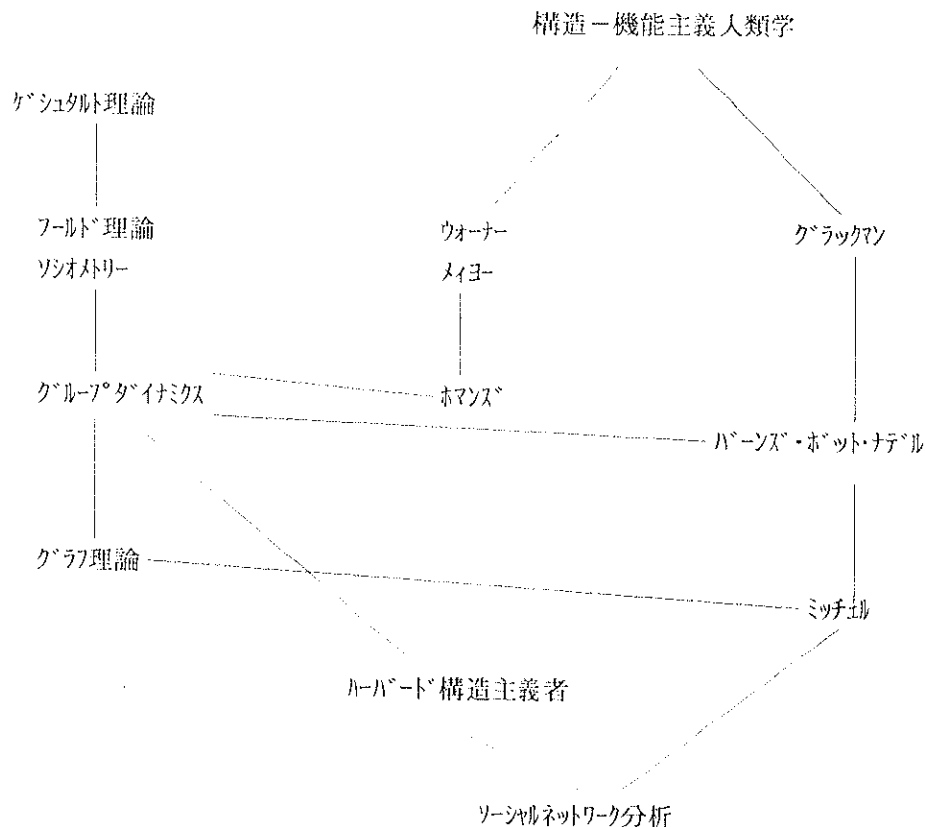 構造－機能主義人類学
ｹﾞｼｭﾀﾙﾄ理論
ﾌｰﾙﾄﾞ理論
ｳｫｰﾅｰ
ｸﾞﾗｯｸﾏﾝ
ｿｼｵﾒﾄﾘｰ
ﾒｨﾖｰ
ｸﾞﾙｰﾌﾟﾀﾞｲﾅﾐｸｽ
ﾎﾏﾝｽﾞ
ﾊﾞｰﾝｽﾞ・ﾎﾞｯﾄ・ﾅﾃﾞﾙ
ｸﾞﾗﾌ理論
ﾐｯﾁｪﾙ
ﾊｰﾊﾞｰﾄﾞ構造主義者
ｿｰｼｬﾙﾈｯﾄﾜｰｸ分析